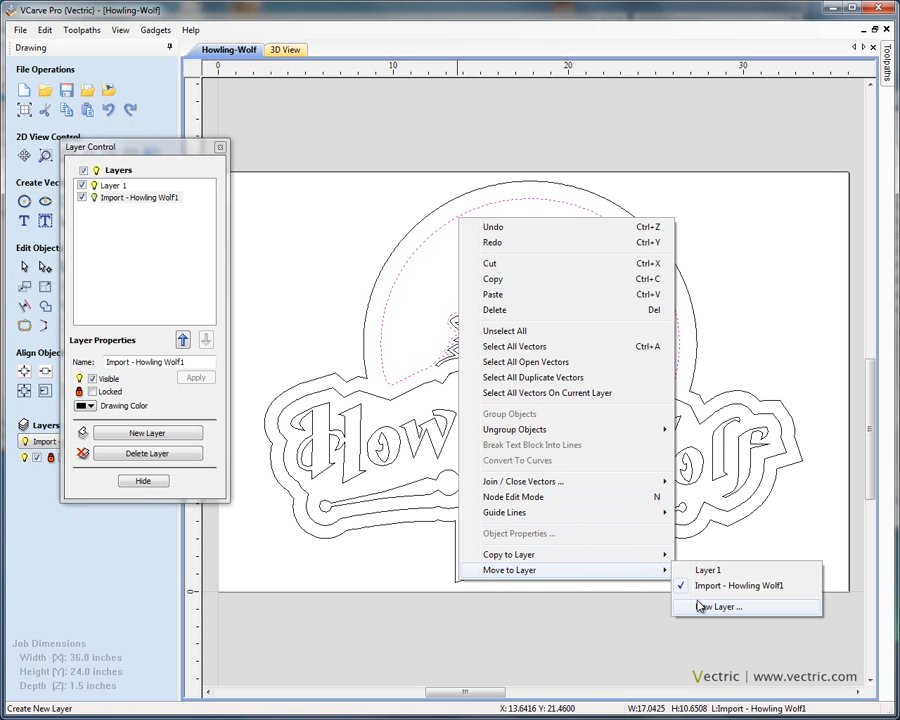 VCarve Pro [Vectric] - [Howling-Wolf]
File Edit Toolpaths View Gadgets Help
Drawing
Howling-Wolf 3D View
Toolpaths
0 10 20 30
File Operations
2D View Control
Layer Control
Layers
Layer 1
Import - Howling Wolf1
Create Vec
Edit Objec
Layer Properties
Name: Import - Howling Wolf1
Visible
Apply
Locked
Drawing Color
Align Objec
New Layer
Delete Layer
Hide
Layers
Import -
Undo Ctrl+Z
Redo Ctrl+Y
Cut Ctrl+X
Copy Ctrl+C
Paste Ctrl+V
Delete Del
Unselect All
Select All Vectors Ctrl+A
Select All Open Vectors
Select All Duplicate Vectors
Select All Vectors On Current Layer
Group Objects
Ungroup Objects
Break Text Block Into Lines
Convert To Curves
Join / Close Vectors ...
Node Edit Mode N
Guide Lines
Object Properties ...
Copy to Layer
Move to Layer
Layer 1
Import - Howling Wolf1
Layer ...
How olf
0
Job Dimensions
Width [X]: 36.0 inches
Height [Y]: 24.0 inches
Depth [Z]: 1.5 inches
Vectric | www.vectric.com
Create New Layer X: 13.6416 Y: 21.4600 W:17.0425 H:10.6508 L:Import - Howling Wolf1